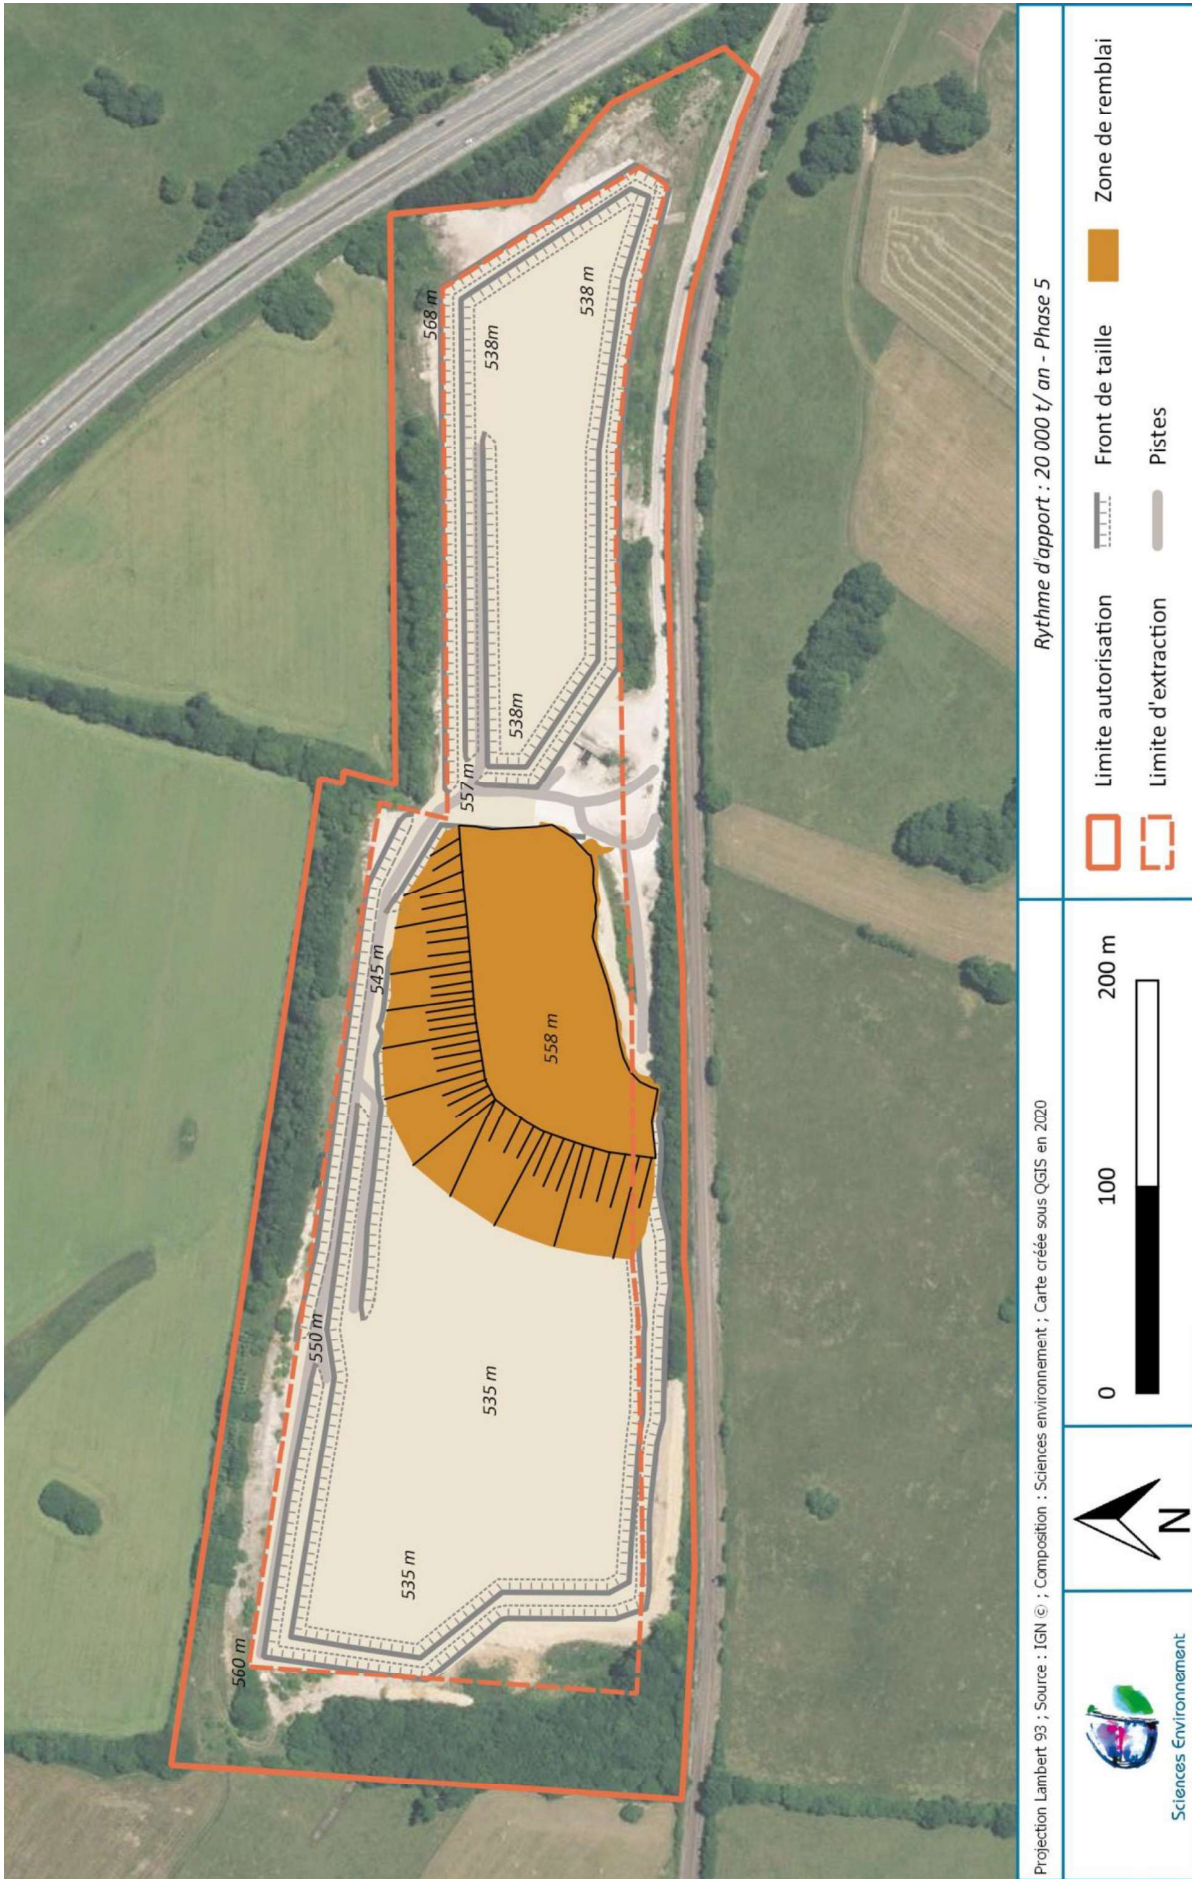 560 m
550 m
545 m
535 m
535 m
558 m
557 m
568 m
538m
538m
538 m
Projection Lambert 93 ; Source : IGN © ; Composition : Sciences environnement ; Carte créée sous QGIS en 2020
Rythme d'apport : 20 000 t/ an - Phase 5
Sciences Environnement
N
0 100 200 m
Limite autorisation
Front de taille
Zone de remblai
Limite d'extraction
Pistes